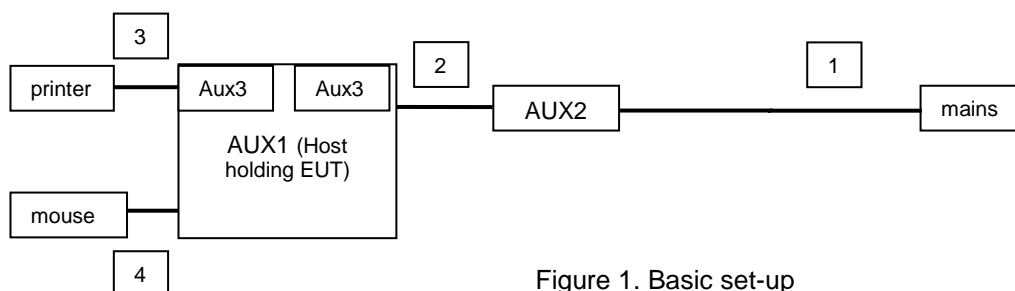 3
2
1
printer
Aux3
Aux3
AUX2
mains
AUX1 (Host
holding EUT)
mouse
4
Figure 1. Basic set-up